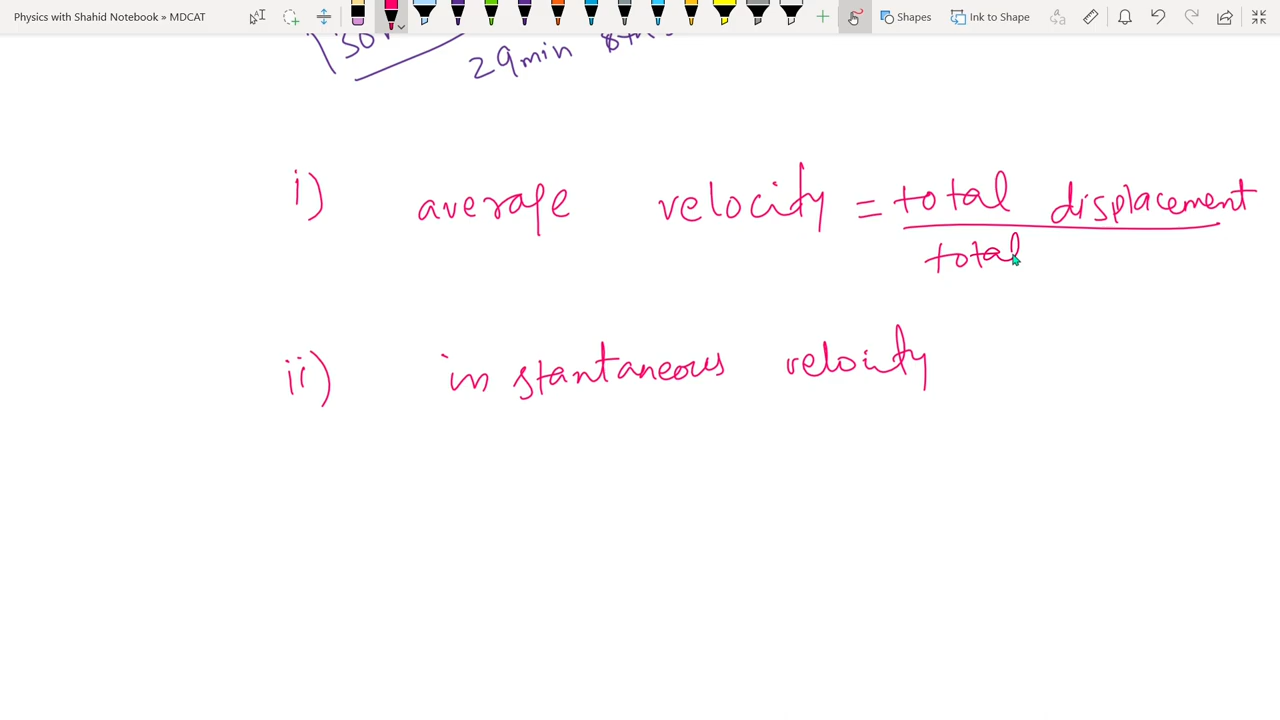 Physics with Shahid Notebook » MDCAT
Shapes
Ink to Shape
29min
i) average velocity = total displacement
total
ii) instantaneous velocity